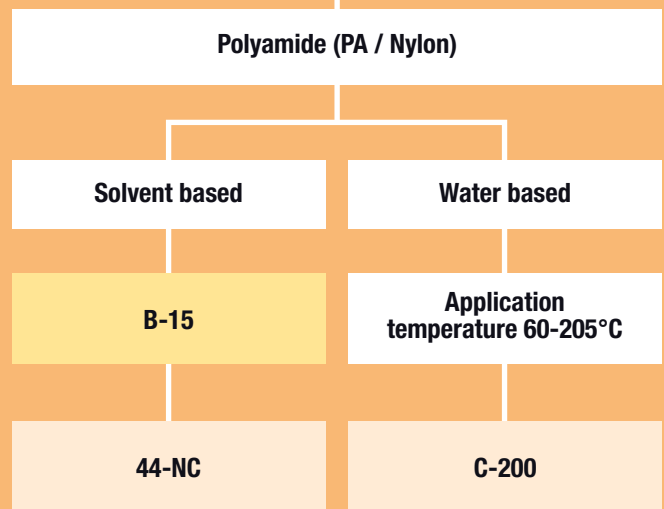 Polyamide (PA / Nylon)
Solvent based
Water based
B-15
Application
temperature 60-205°C
44-NC
C-200